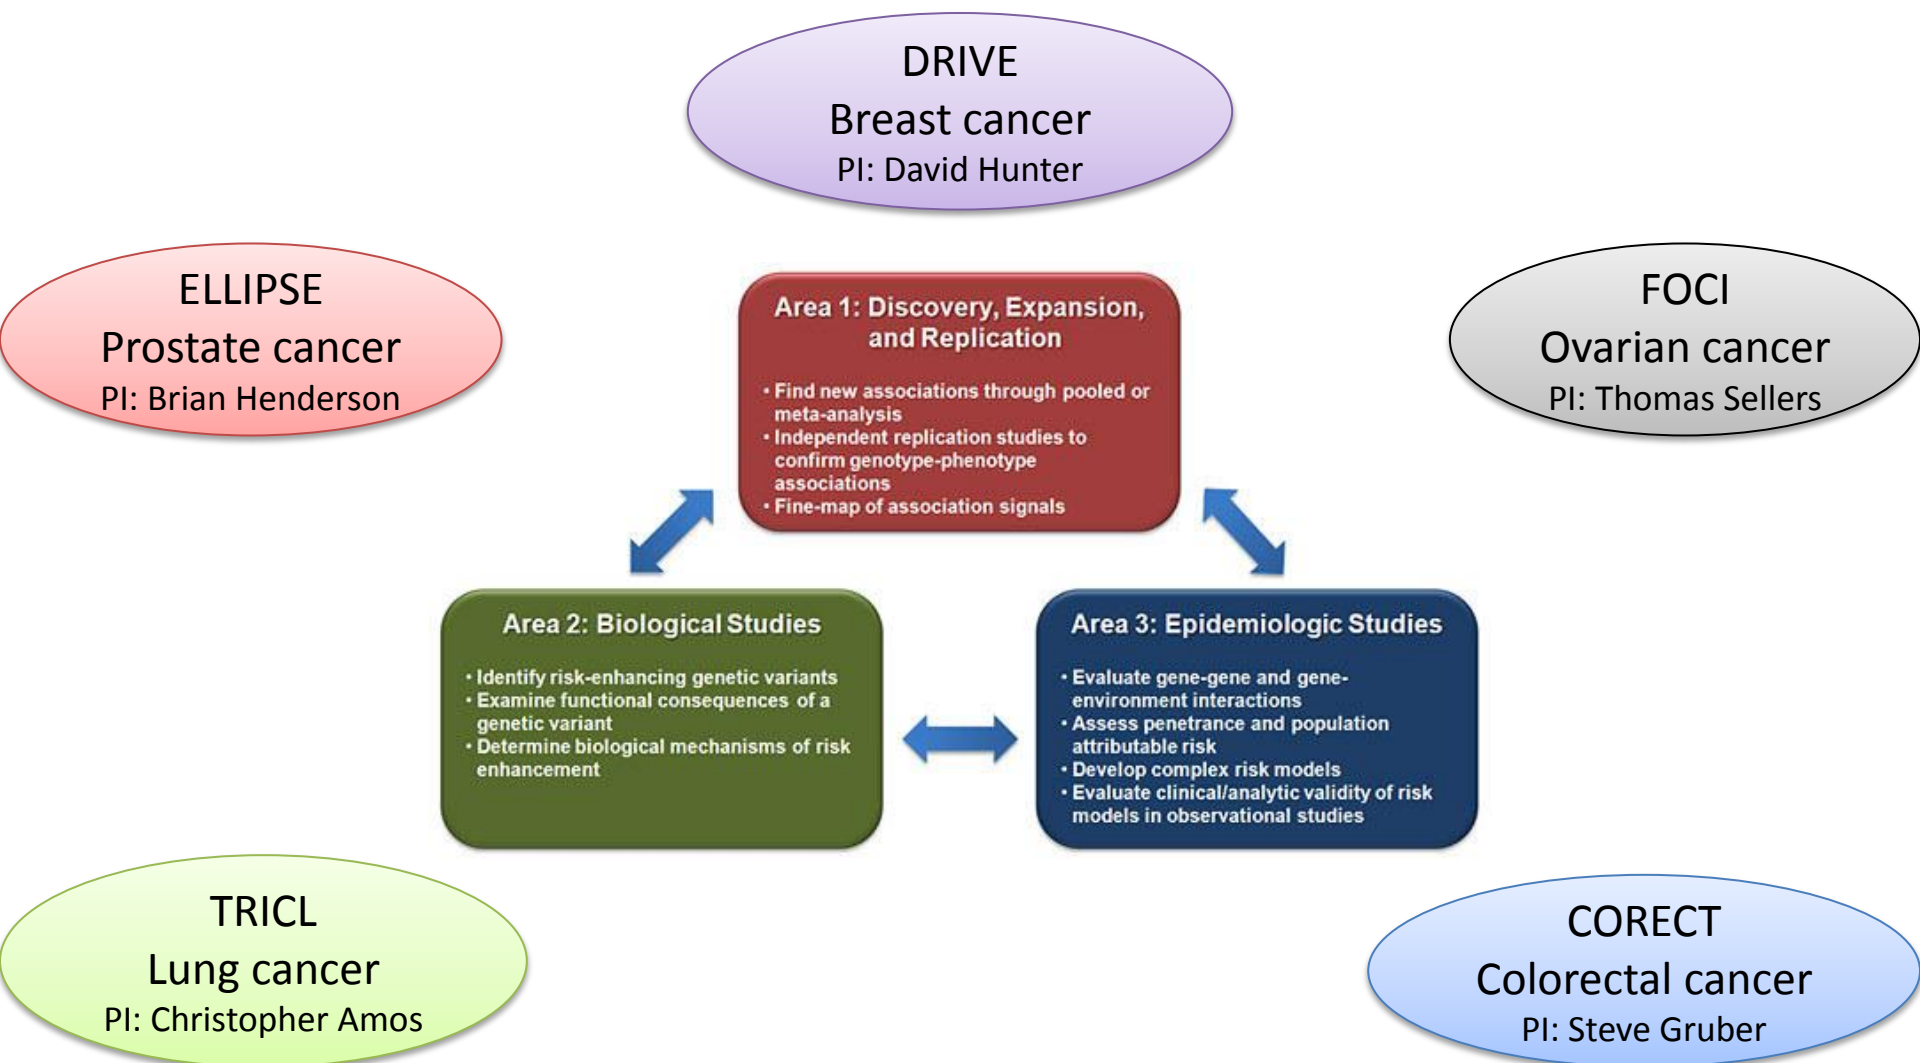 DRIVE
Breast cancer
PI: David Hunter
ELLIPSE
Prostate cancer
PI: Brian Henderson
FOCI
Ovarian cancer
PI: Thomas Sellers
Area 1: Discovery, Expansion,
and Replication
• Find new associations through pooled or
meta-analysis
• Independent replication studies to
confirm genotype-phenotype
associations
• Fine-map of association signals
Area 2: Biological Studies
• Identify risk-enhancing genetic variants
• Examine functional consequences of a
genetic variant
• Determine biological mechanisms of risk
enhancement
Area 3: Epidemiologic Studies
• Evaluate gene-gene and gene-
environment interactions
• Assess penetrance and population
attributable risk
• Develop complex risk models
• Evaluate clinical/analytic validity of risk
models in observational studies
TRICL
Lung cancer
PI: Christopher Amos
CORECT
Colorectal cancer
PI: Steve Gruber